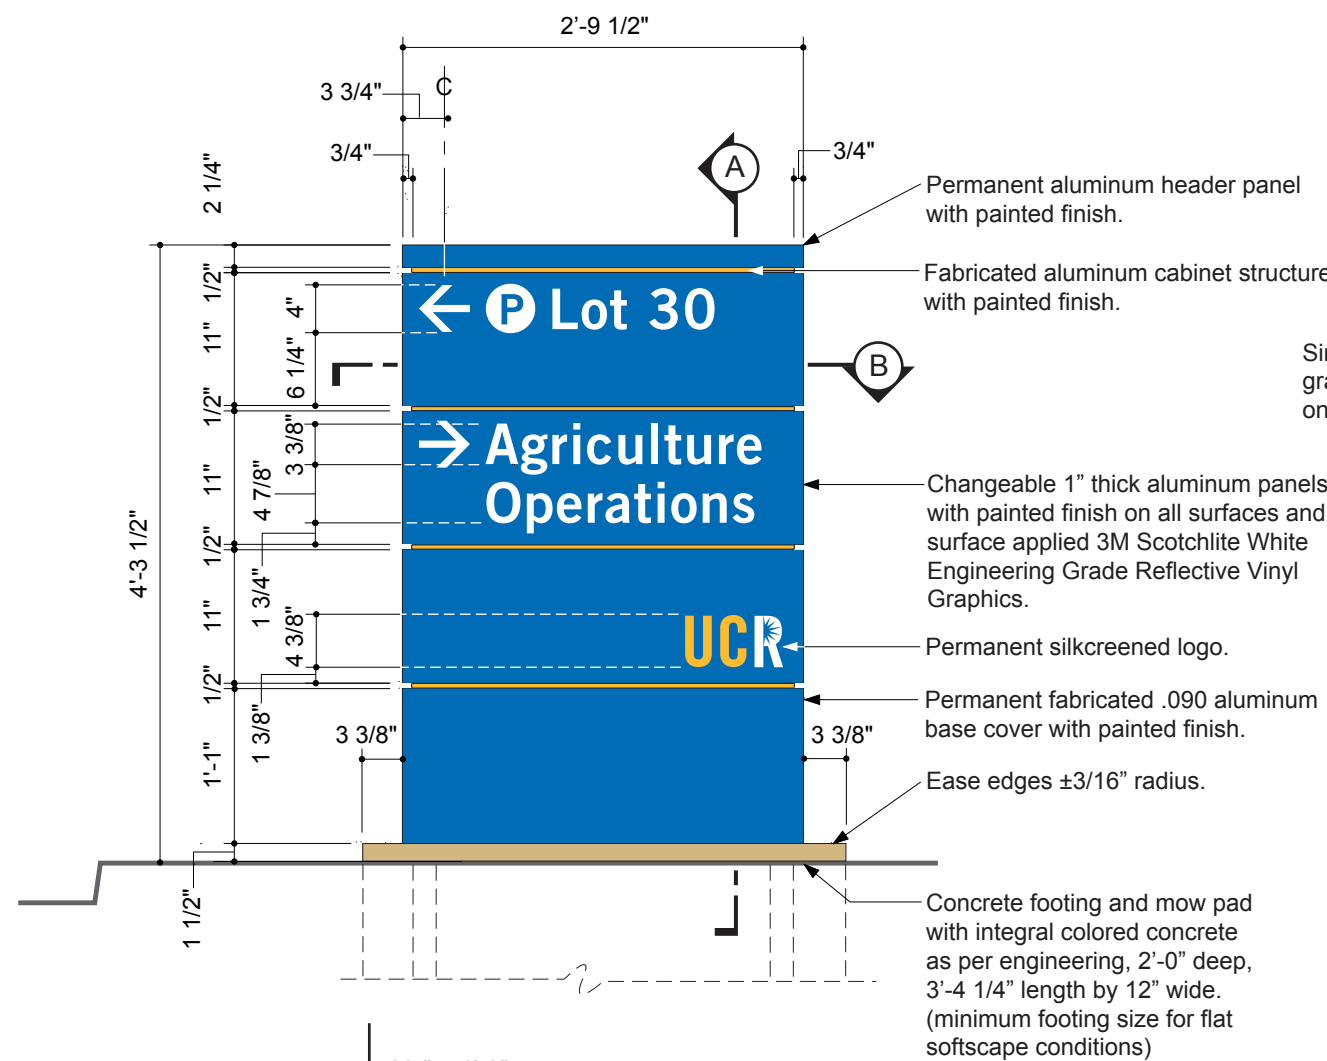 2'-9 1/2"
3 3/4"
C
3/4"
A
3/4"
2 1/4"
Permanent aluminum header panel
with painted finish.
1/2"
Fabricated aluminum cabinet structure
with painted finish.
4"
P Lot 30
11"
6 1/4"
B
1/2"
3 3/8"
Agriculture
Operations
11"
4 7/8"
Changeable 1” thick aluminum panels
with painted finish on all surfaces and
surface applied 3M Scotchlite White
Engineering Grade Reflective Vinyl
Graphics.
4'-3 1/2"
1/2"
1 3/4"
11"
4 3/8"
UCR
Permanent silkscreened logo.
1/2"
1 3/8"
Permanent fabricated .090 aluminum
base cover with painted finish.
3 3/8"
3 3/8"
1'-1"
Ease edges ±3/16” radius.
1 1/2"
Concrete footing and mow pad
with integral colored concrete
as per engineering, 2’-0” deep,
3’-4 1/4” length by 12” wide.
(minimum footing size for flat
softscape conditions)